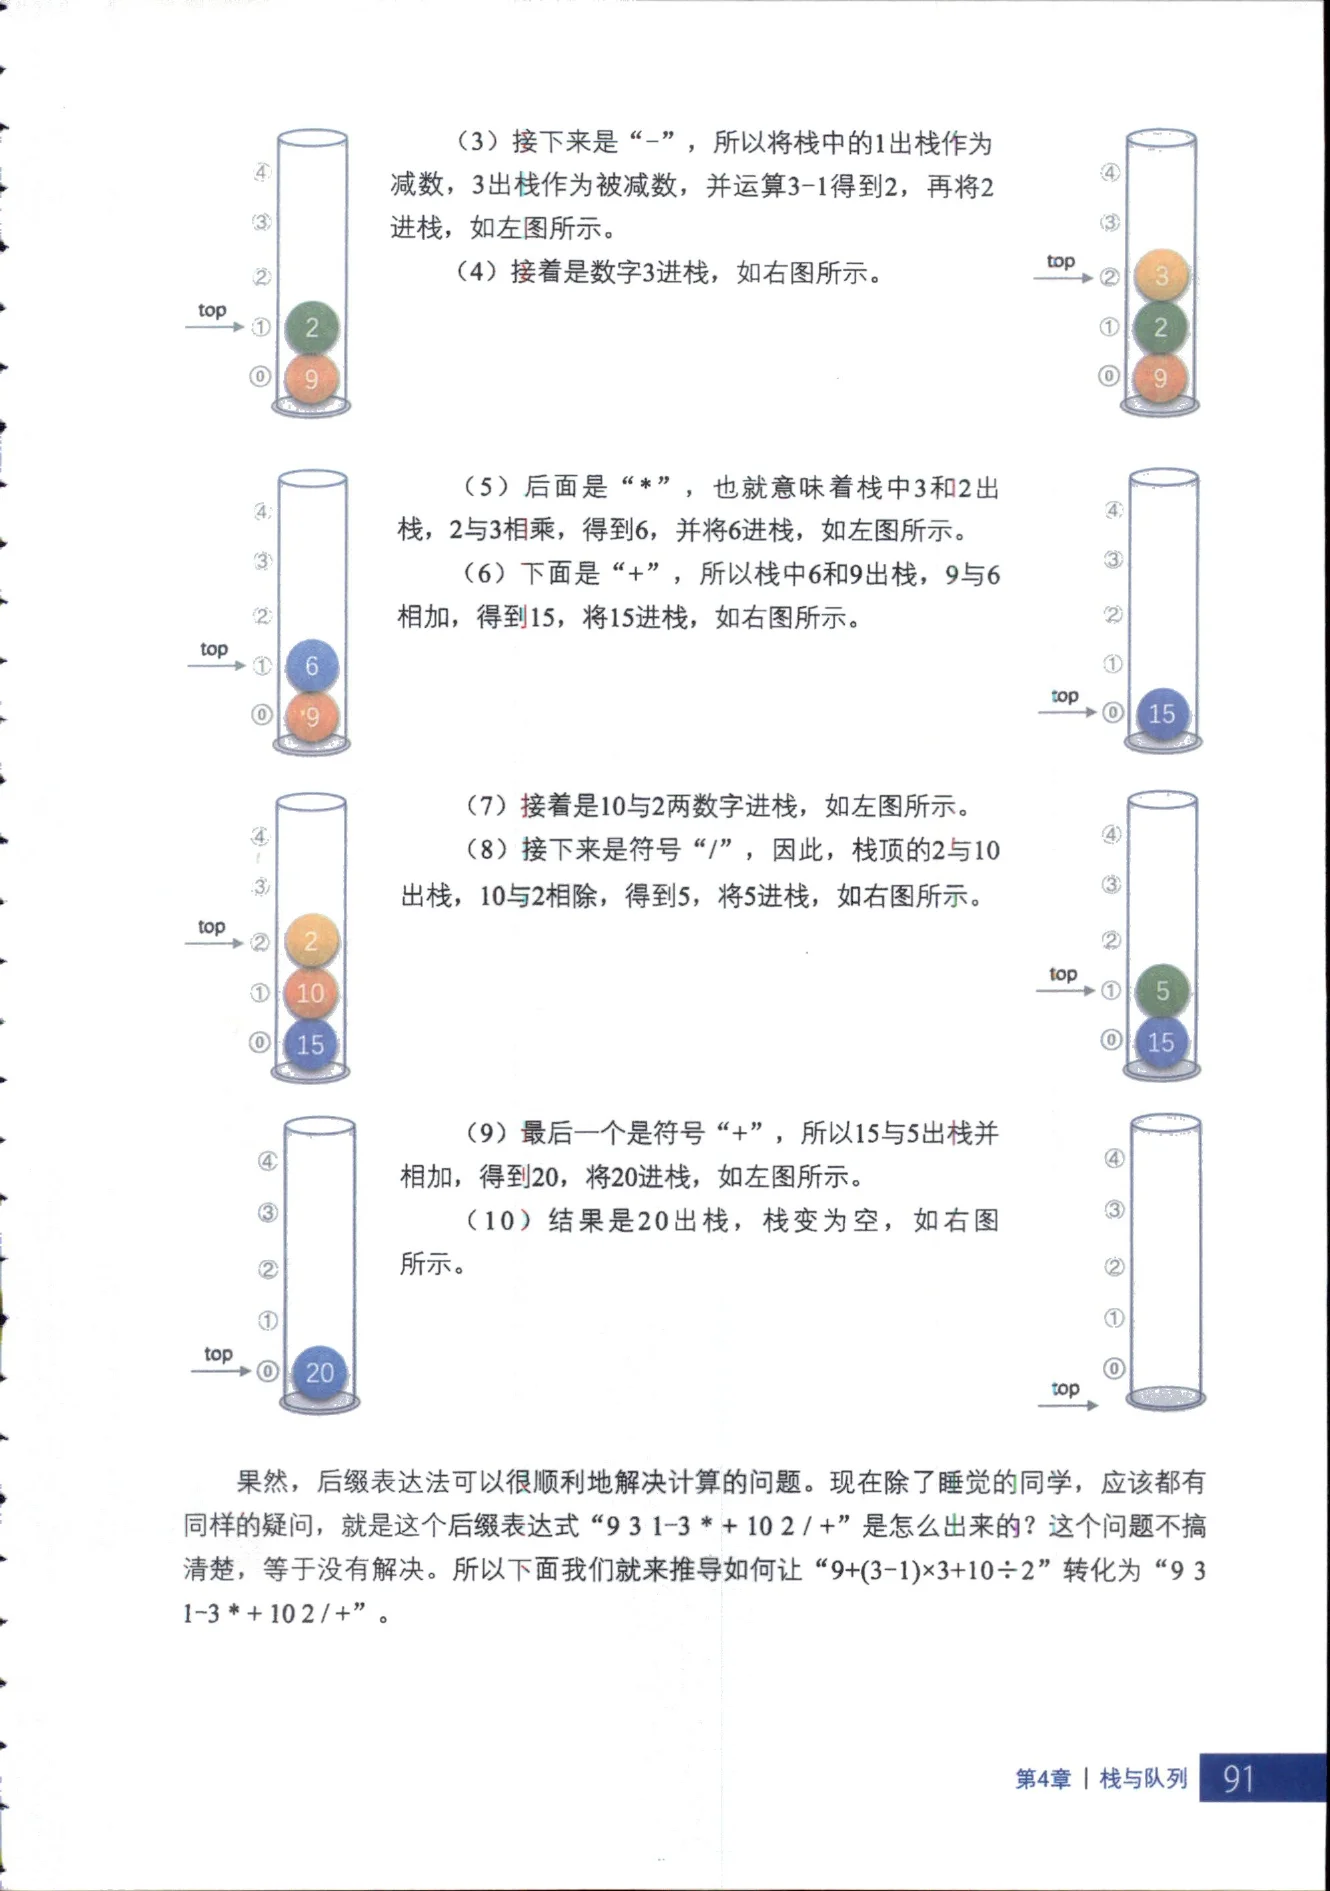 （3）接下来是“-”，所以将栈中的1出栈作为
减数，3出栈作为被减数，并运算3-1得到2，再将2
进栈，如左图所示。
（4）接着是数字3进栈，如右图所示。
④
③
②
top
①
2
⓪
9
④
③
top
②
3
①
2
⓪
9
（5）后面是“*”，也就意味着栈中3和2出
栈，2与3相乘，得到6，并将6进栈，如左图所示。
（6）下面是“+”，所以栈中6和9出栈，9与6
相加，得到15，将15进栈，如右图所示。
④
③
②
top
①
6
⓪
9
④
③
②
①
top
⓪
15
（7）接着是10与2两数字进栈，如左图所示。
（8）接下来是符号“/”，因此，栈顶的2与10
出栈，10与2相除，得到5，将5进栈，如右图所示。
④
③
top
②
2
①
10
⓪
15
④
③
②
top
①
5
⓪
15
（9）最后一个是符号“+”，所以15与5出栈并
相加，得到20，将20进栈，如左图所示。
（10）结果是20出栈，栈变为空，如右图
所示。
④
③
②
①
top
⓪
20
④
③
②
①
⓪
top
果然，后缀表达法可以很顺利地解决计算的问题。现在除了睡觉的同学，应该都有
同样的疑问，就是这个后缀表达式“9 3 1-3 * + 10 2 / +”是怎么出来的？这个问题不搞
清楚，等于没有解决。所以下面我们就来推导如何让“9+(3-1)×3+10÷2”转化为“9 3
1-3 * + 10 2 / +”。
第4章 | 栈与队列 91